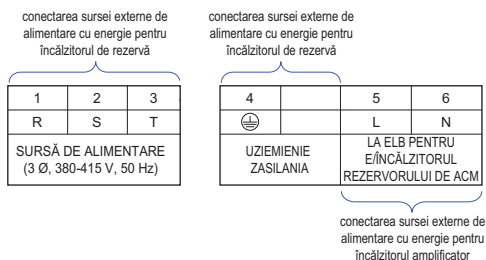 conectarea sursei externe de
alimentare cu energie pentru
încălzitorul de rezervă
1 2 3
R S T
SURSĂ DE ALIMENTARE
(3 Ø, 380-415 V, 50 Hz)
conectarea sursei externe de
alimentare cu energie pentru
încălzitorul de rezervă
4 5 6
L N
UZIEMIENIE
ZASILANIA
LA ELB PENTRU
E/ÎNCĂLZITORUL
REZERVORULUI DE ACM
conectarea sursei externe de
alimentare cu energie pentru
încălzitorul amplificator